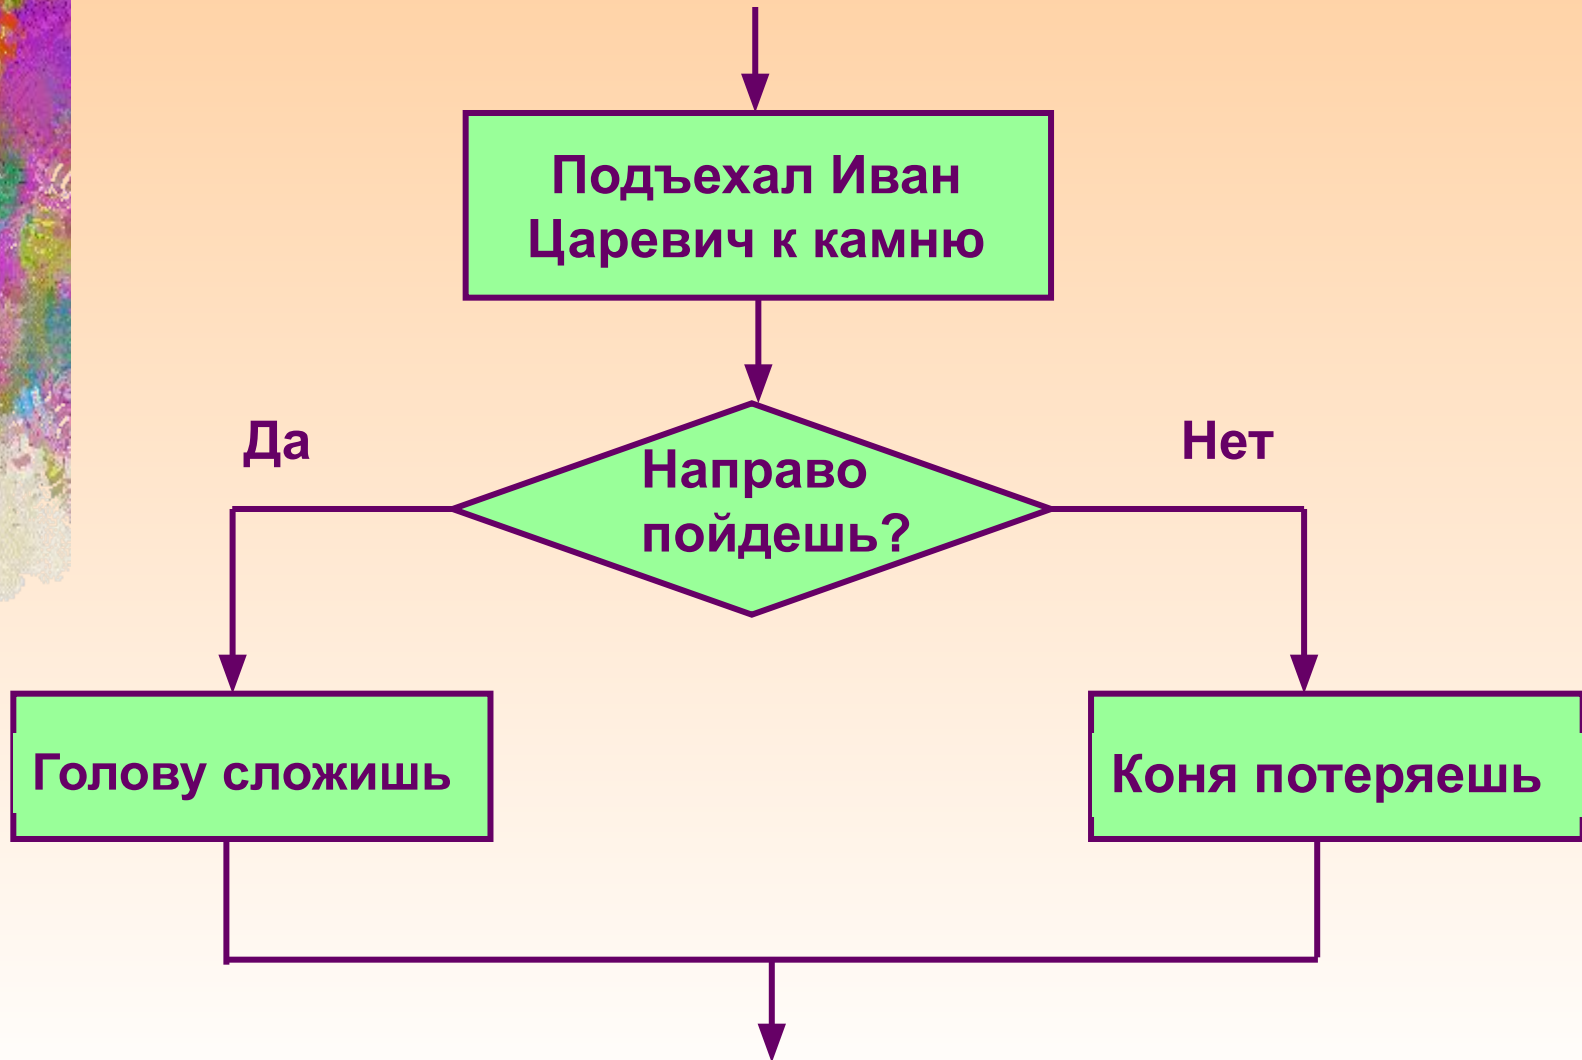 Подъехал Иван
Царевич к камню
Да
Нет
Направо
пойдешь?
Голову сложишь
Коня потеряешь